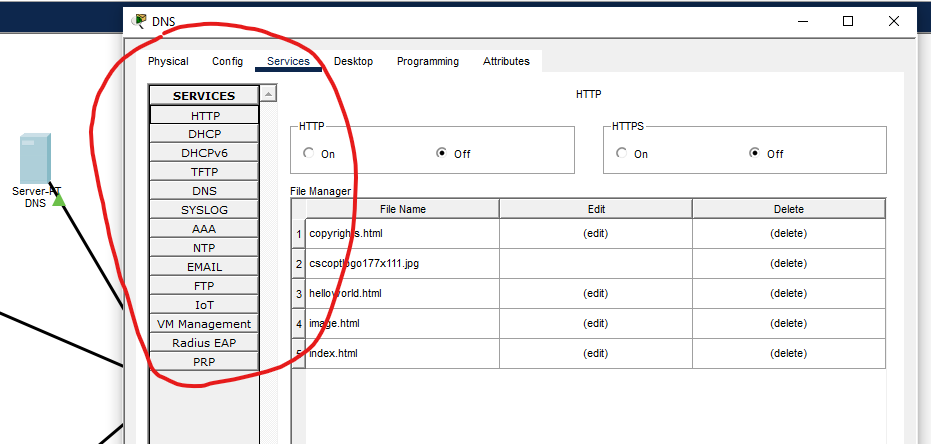 DNS
Physical Config Services Desktop Programming Attributes
SERVICES
HTTP
DHCP
DHCPv6
TFTP
DNS
SYSLOG
AAA
NTP
EMAIL
FTP
IoT
VM Management
Radius EAP
PRP
HTTP
HTTP
On Off
HTTPS
On Off
File Manager
File Name Edit Delete
1 copyrights.html (edit) (delete)
2 cscoptlogo177x111.jpg (delete)
3 helloworld.html (edit) (delete)
4 image.html (edit) (delete)
5 index.html (edit) (delete)
Server-PT
DNS